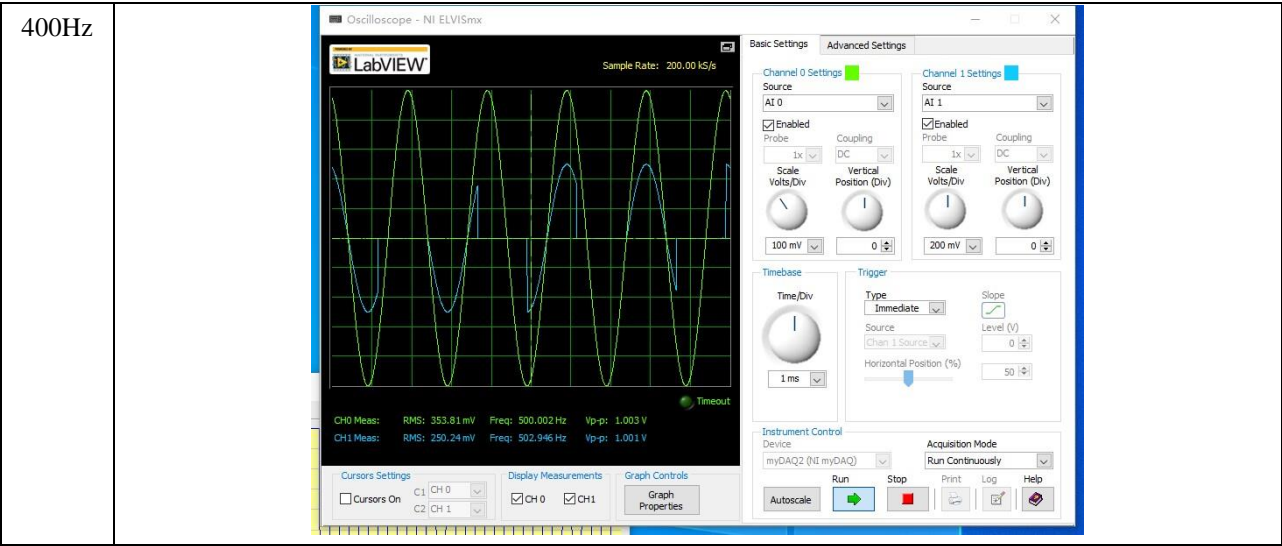 400Hz
Oscilloscope - NI ELVISmx
LabVIEW
Sample Rate: 200.00 kS/s
Timeout
CH0 Meas: RMS: 353.81 mV Freq: 500.002 Hz Vp-p: 1.003 V
CH1 Meas: RMS: 250.24 mV Freq: 502.946 Hz Vp-p: 1.001 V
Cursors Settings
Cursors On
C1 CH 0
C2 CH 1
Display Measurements
CH 0 CH1
Graph Controls
Graph
Properties
Basic Settings Advanced Settings
Channel 0 Settings
Source
AI 0
Enabled
Probe Coupling
1x DC
Scale Vertical
Volts/Div Position (Div)
100 mV 0
Channel 1 Settings
Source
AI 1
Enabled
Probe Coupling
1x DC
Scale Vertical
Volts/Div Position (Div)
200 mV 0
Timebase
Time/Div
1 ms
Trigger
Type Slope
Immediate
Source Level (V)
Chan 1 Source 0
Horizontal Position (%)
50
Instrument Control
Device Acquisition Mode
myDAQ2 (NI myDAQ) Run Continuously
Run Stop Print Log Help
Autoscale